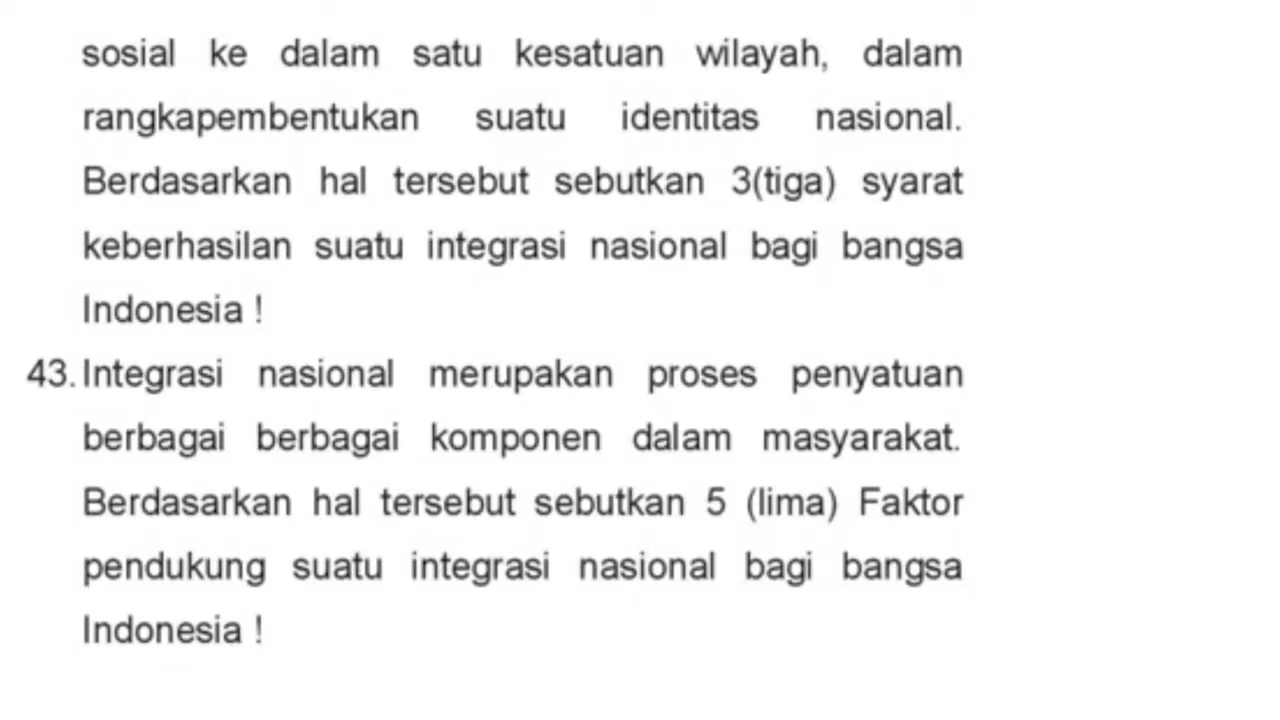 sosial ke dalam satu kesatuan wilayah, dalam
rangkapembentukan suatu identitas nasional.
Berdasarkan hal tersebut sebutkan 3(tiga) syarat
keberhasilan suatu integrasi nasional bagi bangsa
Indonesia !
43. Integrasi nasional merupakan proses penyatuan
berbagai berbagai komponen dalam masyarakat.
Berdasarkan hal tersebut sebutkan 5 (lima) Faktor
pendukung suatu integrasi nasional bagi bangsa
Indonesia !